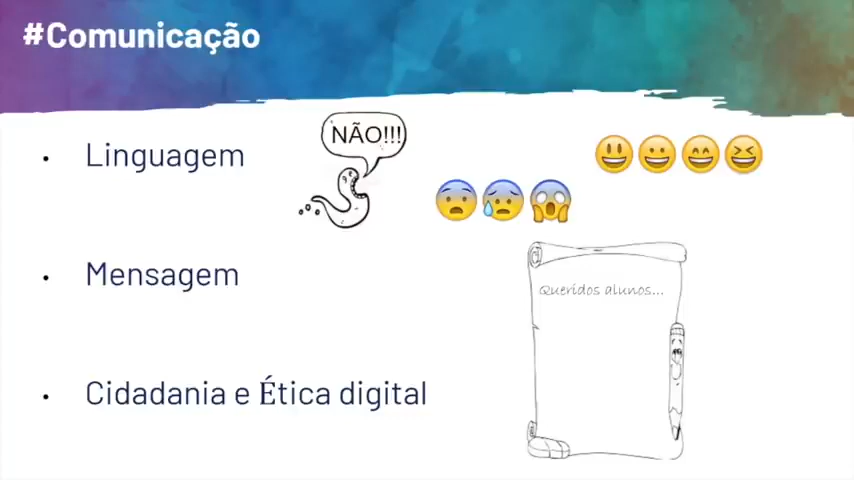 #Comunicação
NÃO!!!
Linguagem
Mensagem
Queridos alunos...
Cidadania e Ética digital